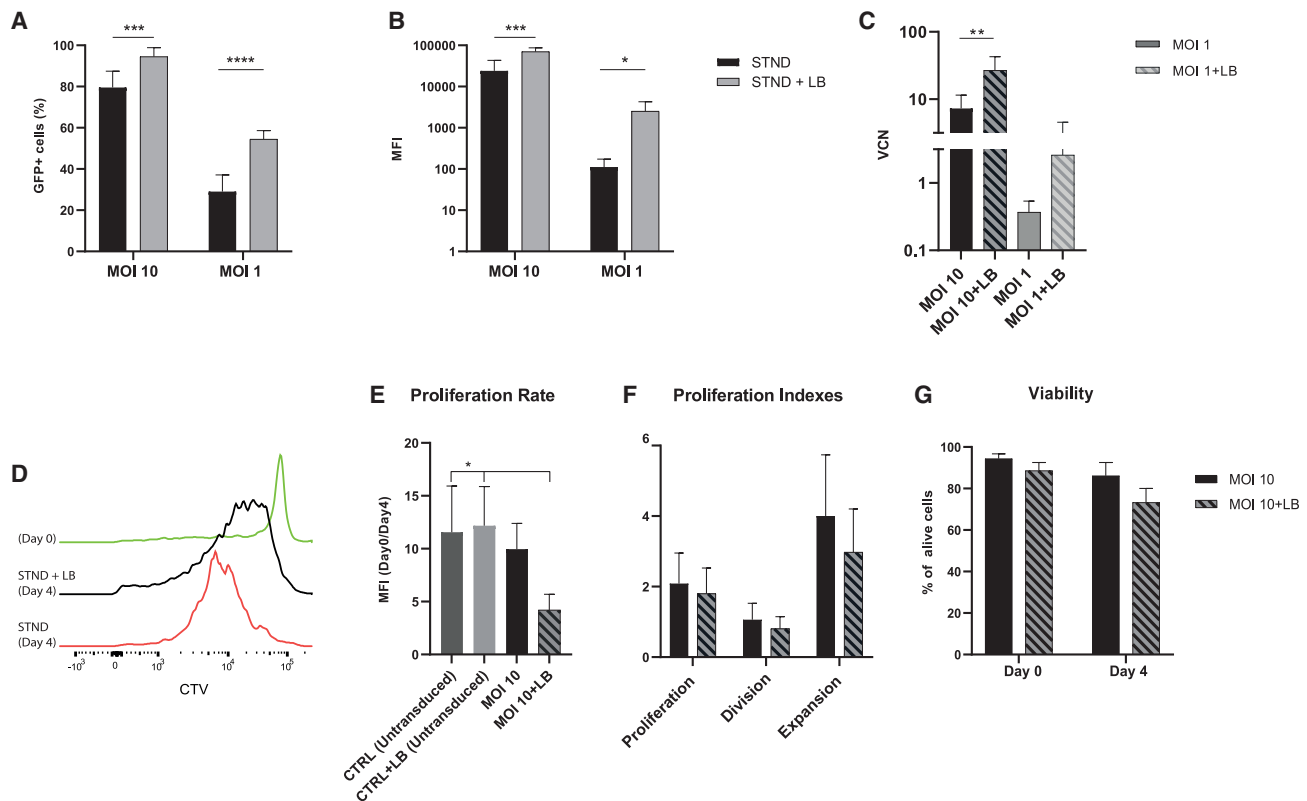 A
***
****
100
80
60
40
20
0
GFP+ cells (%)
MOI 10
MOI 1
B
***
*
100000
10000
1000
100
10
1
MFI
MOI 10
MOI 1
STND
STND + LB
C
**
100
10
1
0.1
VCN
MOI 10
MOI 10+LB
MOI 1
MOI 1+LB
MOI 1
MOI 1+LB
D
(Day 0)
STND + LB
(Day 4)
STND
(Day 4)
-10³ 0 10³ 10⁴ 10⁵
CTV
E Proliferation Rate
*
20
15
10
5
0
MFI (Day0/Day4)
CTRL (Untransduced)
CTRL+LB (Untransduced)
MOI 10
MOI 10+LB
F Proliferation Indexes
6
4
2
0
Proliferation
Division
Expansion
G Viability
100
80
60
40
20
0
% of alive cells
Day 0
Day 4
MOI 10
MOI 10+LB